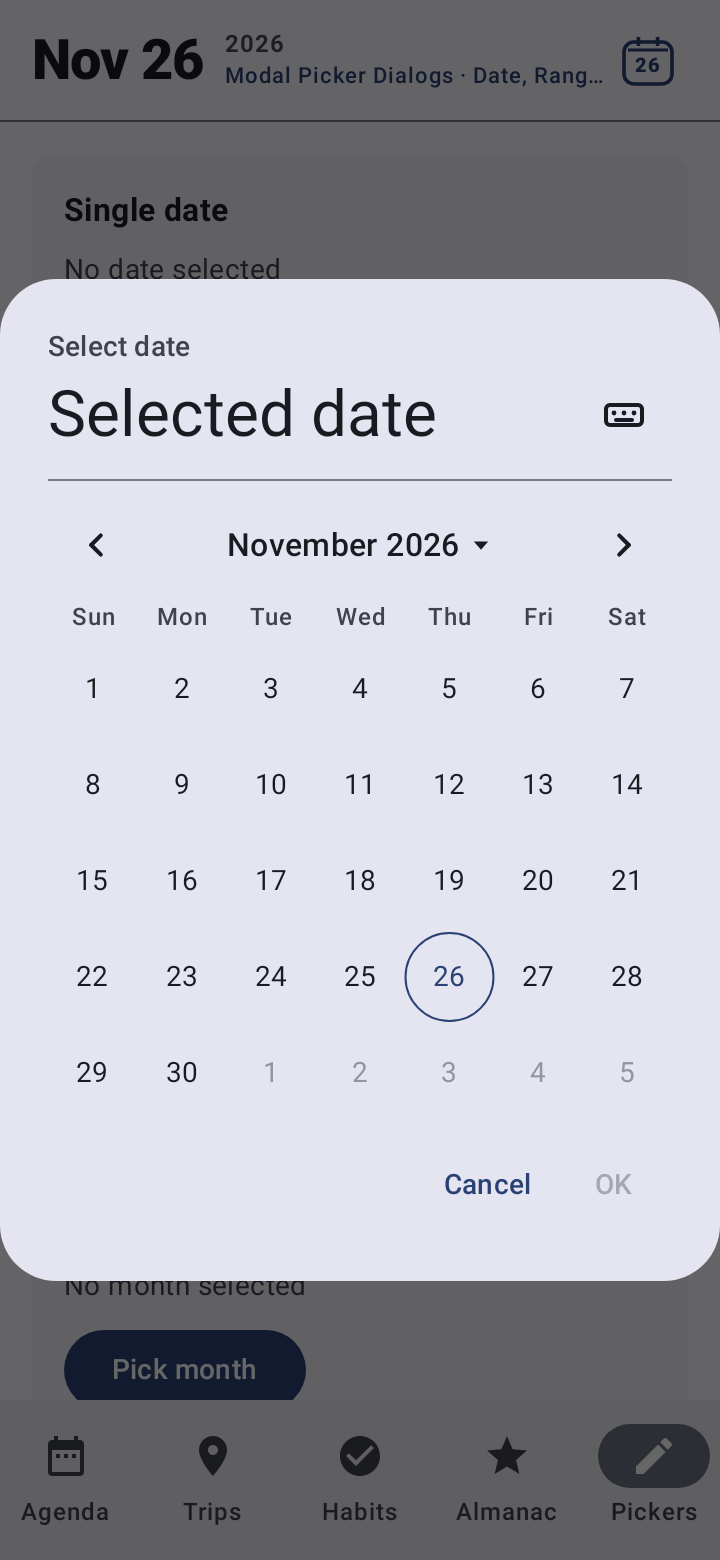 Nov 26
2026
Modal Picker Dialogs · Date, Rang…
26
Single date
No date selected
Select date
Selected date
November 2026
Sun Mon Tue Wed Thu Fri Sat
1 2 3 4 5 6 7
8 9 10 11 12 13 14
15 16 17 18 19 20 21
22 23 24 25 26 27 28
29 30 1 2 3 4 5
Cancel OK
No month selected
Pick month
Agenda Trips Habits Almanac Pickers